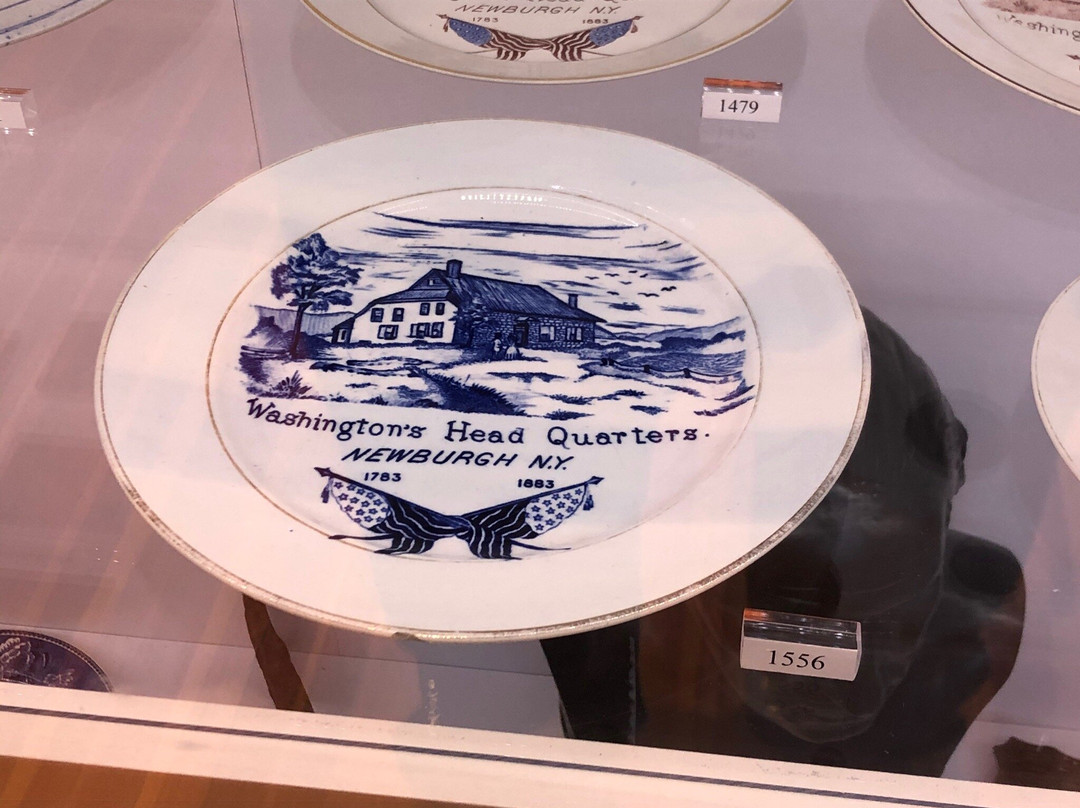 NEWBURGH N.Y.
1783 1883
1479
Washington's Head Quarters.
NEWBURGH N.Y.
1783 1883
1556